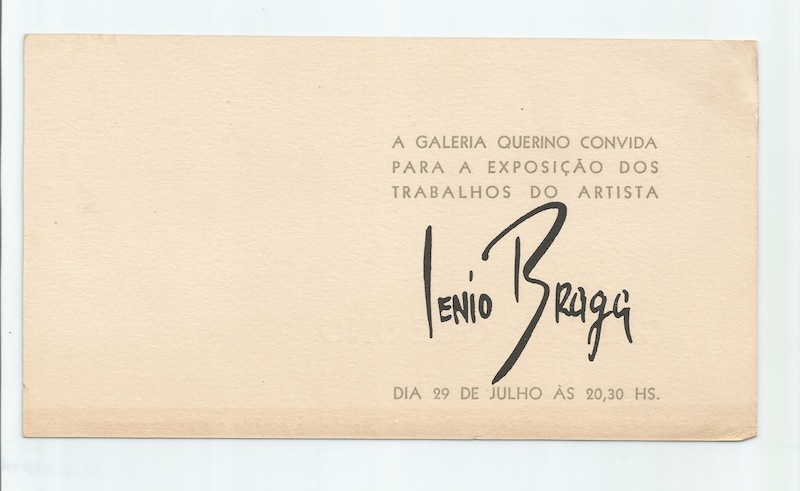 A GALERIA QUERINO CONVIDA
PARA A EXPOSIÇÃO DOS
TRABALHOS DO ARTISTA
Lenio Braga
DIA 29 DE JULHO ÀS 20,30 HS.